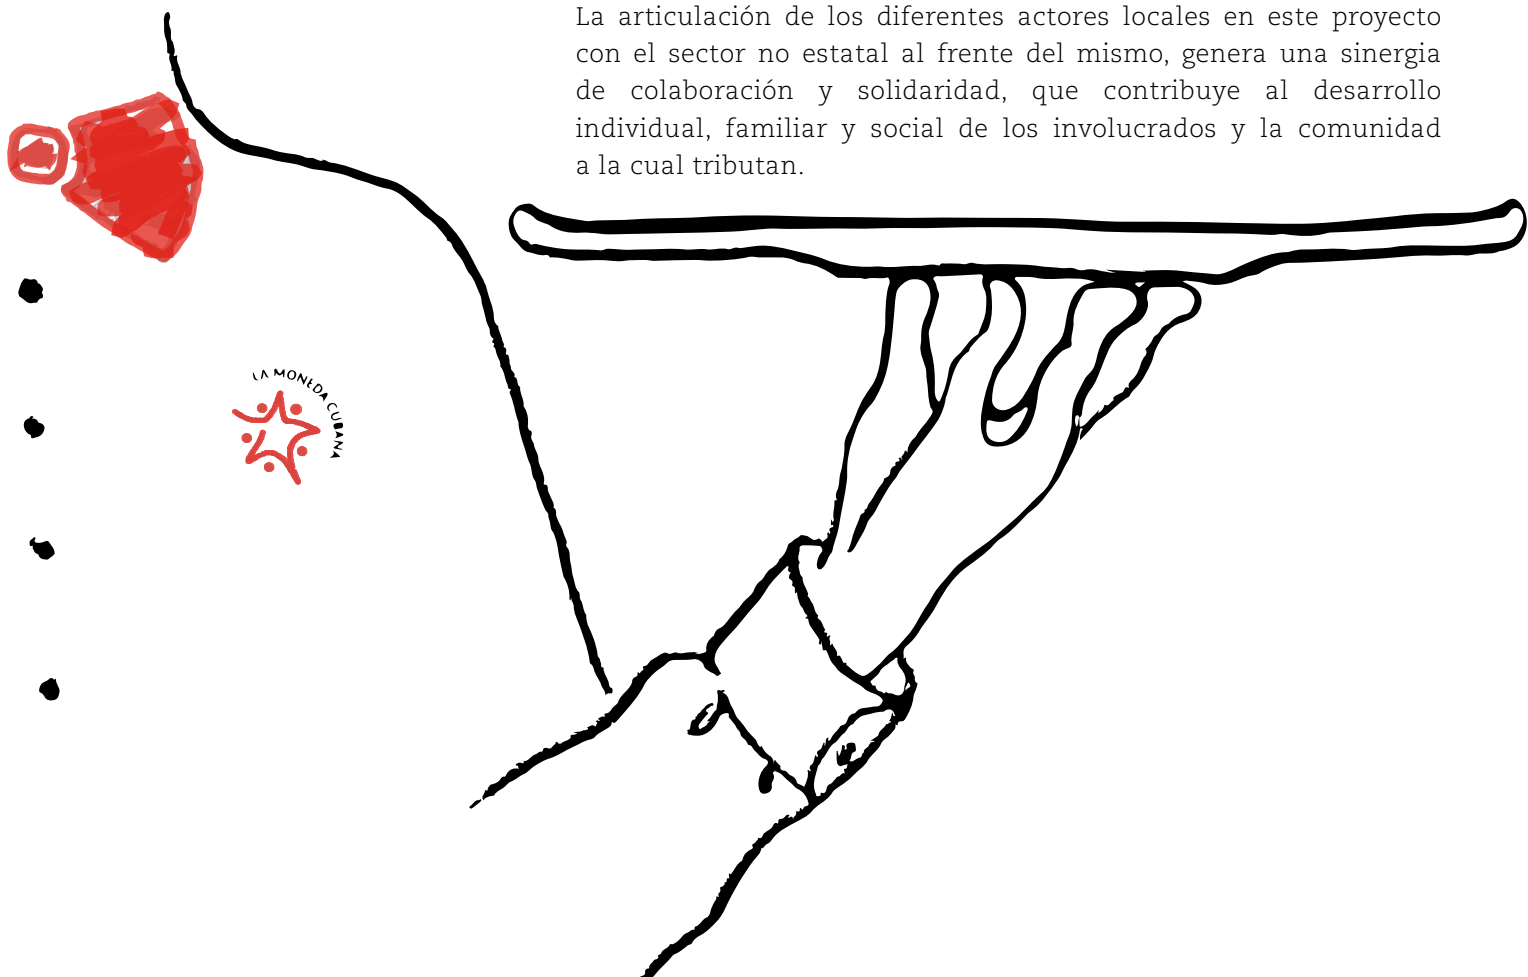 La articulación de los diferentes actores locales en este proyecto
con el sector no estatal al frente del mismo, genera una sinergia
de colaboración y solidaridad, que contribuye al desarrollo
individual, familiar y social de los involucrados y la comunidad
a la cual tributan.
LA MONEDA CUBANA